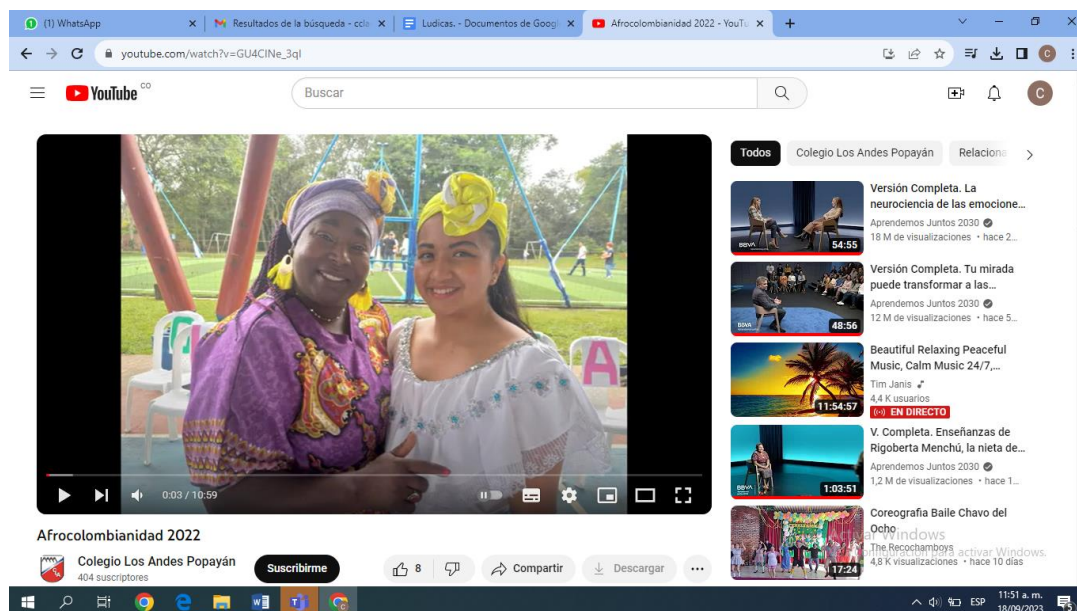 (1) WhatsApp
Resultados de la búsqueda - ccla
Ludicas. - Documentos de Googl
Afrocolombianidad 2022 - YouTu
youtube.com/watch?v=GU4CINe_3qI
C
YouTube CO
Buscar
C
Todos
Colegio Los Andes Popayán
Relaciona
Versión Completa. La
neurociencia de las emocione...
Aprendemos Juntos 2030
18 M de visualizaciones • hace 2...
BBVA
54:55
Versión Completa. Tu mirada
puede transformar a las...
Aprendemos Juntos 2030
12 M de visualizaciones • hace 5...
BBVA
48:56
Beautiful Relaxing Peaceful
Music, Calm Music 24/7,...
Tim Janis
4,4 K usuarios
EN DIRECTO
11:54:57
V. Completa. Enseñanzas de
Rigoberta Menchú, la nieta de...
Aprendemos Juntos 2030
1,2 M de visualizaciones • hace 1...
BBVA
1:03:51
Coreografia Baile Chavo del
Ocho
The Recochamboys
4,8 K visualizaciones • hace 10 días
17:24
A
0:03 / 10:59
Afrocolombianidad 2022
Colegio Los Andes Popayán
404 suscriptores
Suscribirme
8
Compartir
Descargar
ar Windows
activar Windows.
ESP
11:51 a. m.
18/09/2023